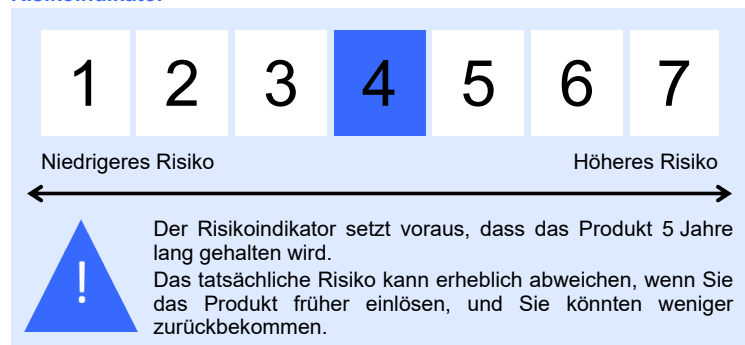 Risikoindikator
1 2 3 4 5 6 7
Niedrigeres Risiko Höheres Risiko
Der Risikoindikator setzt voraus, dass das Produkt 5 Jahre
lang gehalten wird.
!
Das tatsächliche Risiko kann erheblich abweichen, wenn Sie
das Produkt früher einlösen, und Sie könnten weniger
zurückbekommen.